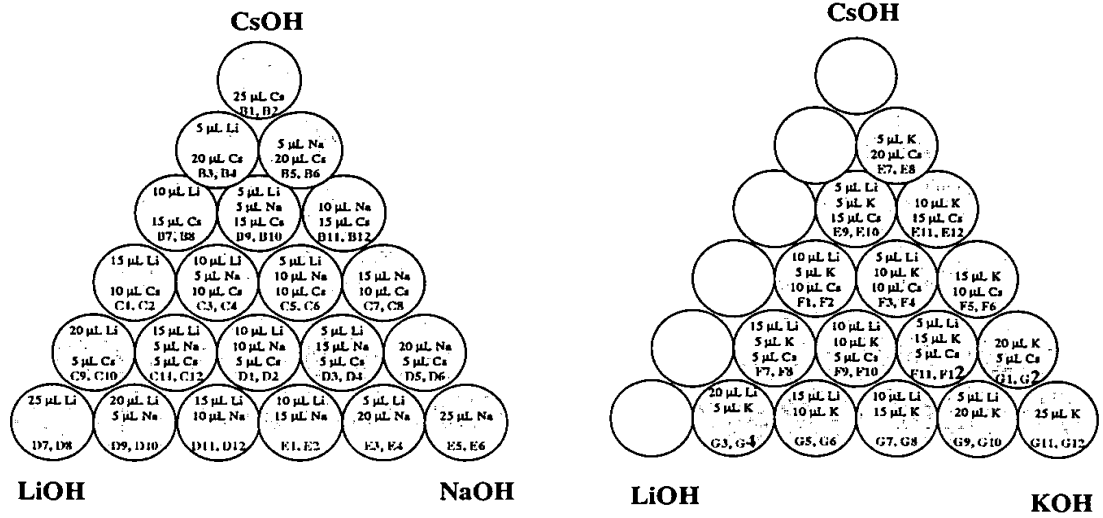 CsOH
25 µL Cs
B1, B2
5 µL Li
20 µL Cs
B3, B4
5 µL Na
20 µL Cs
B5, B6
10 µL Li
15 µL Cs
B7, B8
5 µL Li
5 µL Na
15 µL Cs
B9, B10
10 µL Na
15 µL Cs
B11, B12
15 µL Li
10 µL Cs
C1, C2
10 µL Li
5 µL Na
10 µL Cs
C3, C4
5 µL Li
10 µL Na
10 µL Cs
C5, C6
15 µL Na
10 µL Cs
C7, C8
20 µL Li
5 µL Cs
C9, C10
15 µL Li
5 µL Na
5 µL Cs
C11, C12
10 µL Li
10 µL Na
5 µL Cs
D1, D2
5 µL Li
15 µL Na
5 µL Cs
D3, D4
20 µL Na
5 µL Cs
D5, D6
25 µL Li
D7, D8
20 µL Li
5 µL Na
D9, D10
15 µL Li
10 µL Na
D11, D12
10 µL Li
15 µL Na
E1, E2
5 µL Li
20 µL Na
E3, E4
25 µL Na
E5, E6
LiOH
NaOH
CsOH
5 µL K
20 µL Cs
E7, E8
5 µL Li
5 µL K
15 µL Cs
E9, E10
10 µL K
15 µL Cs
E11, E12
10 µL Li
5 µL K
10 µL Cs
F1, F2
5 µL Li
10 µL K
10 µL Cs
F3, F4
15 µL K
10 µL Cs
F5, F6
15 µL Li
5 µL K
5 µL Cs
F7, F8
10 µL Li
10 µL K
5 µL Cs
F9, F10
5 µL Li
15 µL K
5 µL Cs
F11, F12
20 µL K
5 µL Cs
G1, G2
20 µL Li
5 µL K
G3, G4
15 µL Li
10 µL K
G5, G6
10 µL Li
15 µL K
G7, G8
5 µL Li
20 µL K
G9, G10
25 µL K
G11, G12
LiOH
KOH